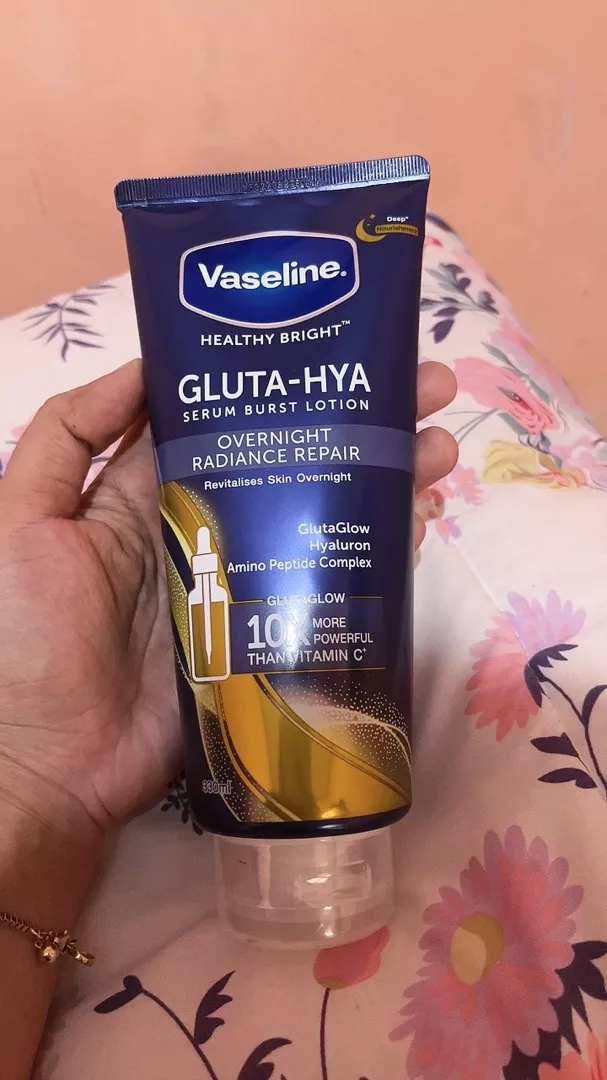 Deep*
Nourishment
Vaseline.
HEALTHY BRIGHT™
GLUTA-HYA
SERUM BURST LOTION
OVERNIGHT
RADIANCE REPAIR
Revitalises Skin Overnight
GlutaGlow
Hyaluron
Amino Peptide Complex
GLUTAGLOW
10X MORE
POWERFUL
THAN VITAMIN C*
330ml